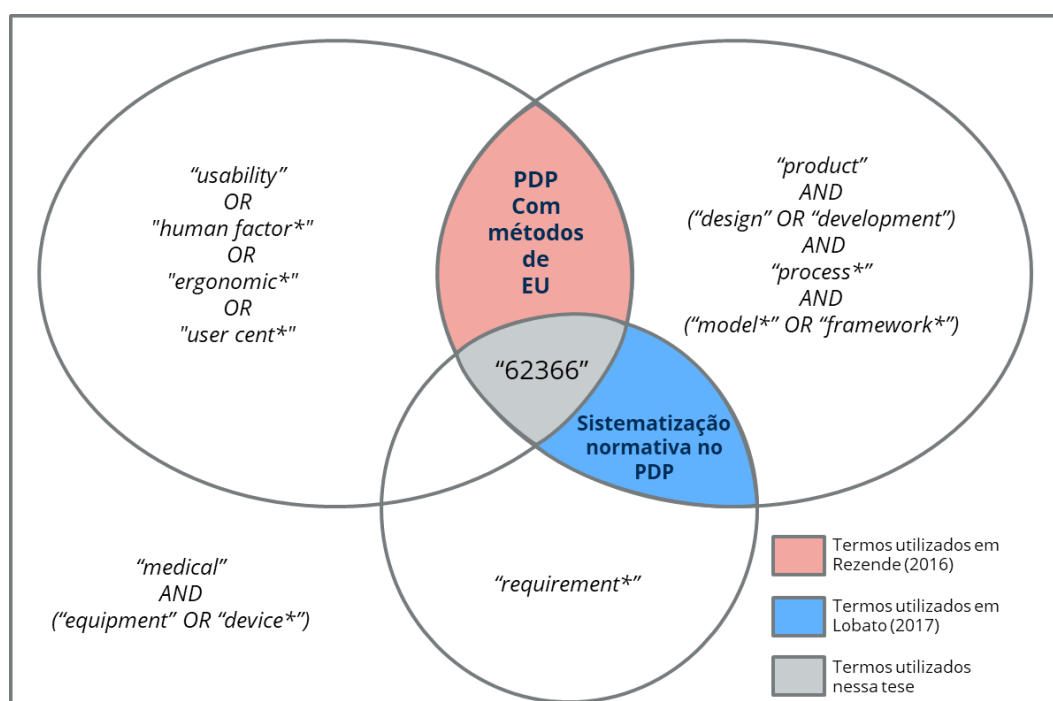 “usability”
OR
"human factor*"
OR
"ergonomic*"
OR
"user cent*"
PDP
Com
métodos
de
EU
“product”
AND
(“design” OR “development”)
AND
“process*”
AND
(“model*” OR “framework*”)
“62366”
Sistematização
normativa no
PDP
“medical”
AND
(“equipment” OR “device*”)
“requirement*”
Termos utilizados em
Rezende (2016)
Termos utilizados em
Lobato (2017)
Termos utilizados
nessa tese